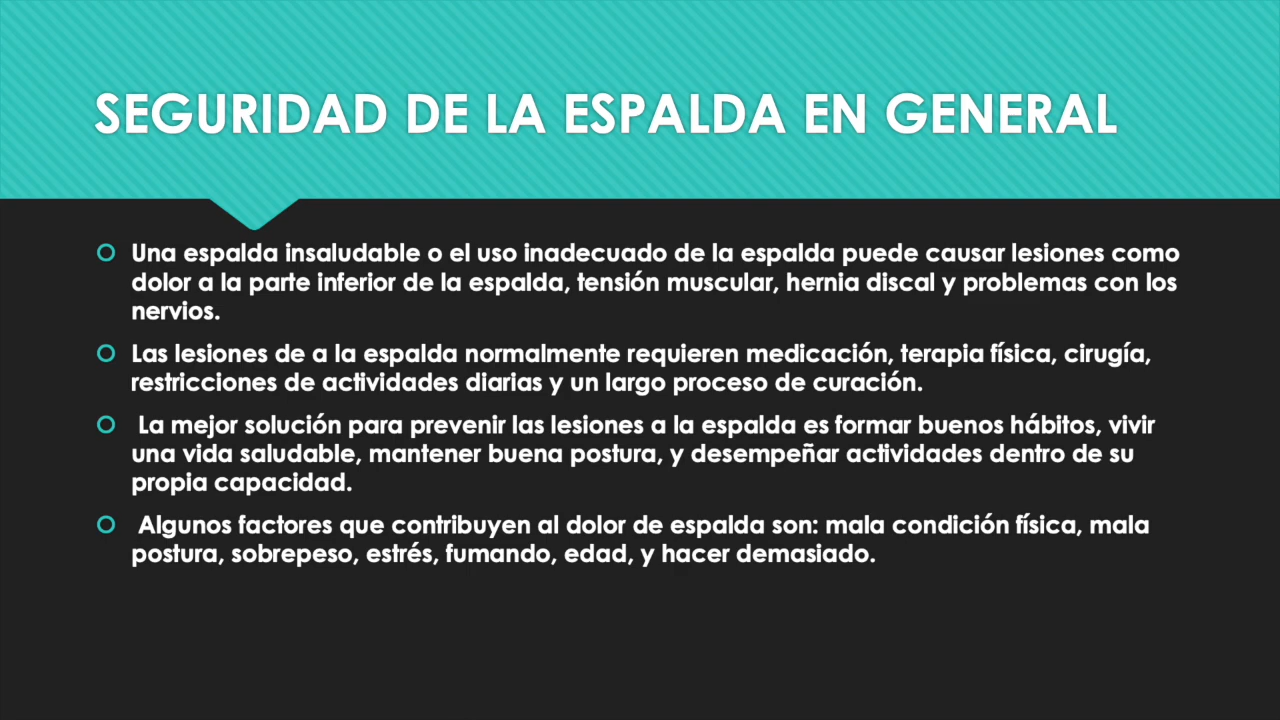 SEGURIDAD DE LA ESPALDA EN GENERAL
Una espalda insaludable o el uso inadecuado de la espalda puede causar lesiones como
dolor a la parte inferior de la espalda, tensión muscular, hernia discal y problemas con los
nervios.
Las lesiones de a la espalda normalmente requieren medicación, terapia física, cirugía,
restricciones de actividades diarias y un largo proceso de curación.
La mejor solución para prevenir las lesiones a la espalda es formar buenos hábitos, vivir
una vida saludable, mantener buena postura, y desempeñar actividades dentro de su
propia capacidad.
Algunos factores que contribuyen al dolor de espalda son: mala condición física, mala
postura, sobrepeso, estrés, fumando, edad, y hacer demasiado.